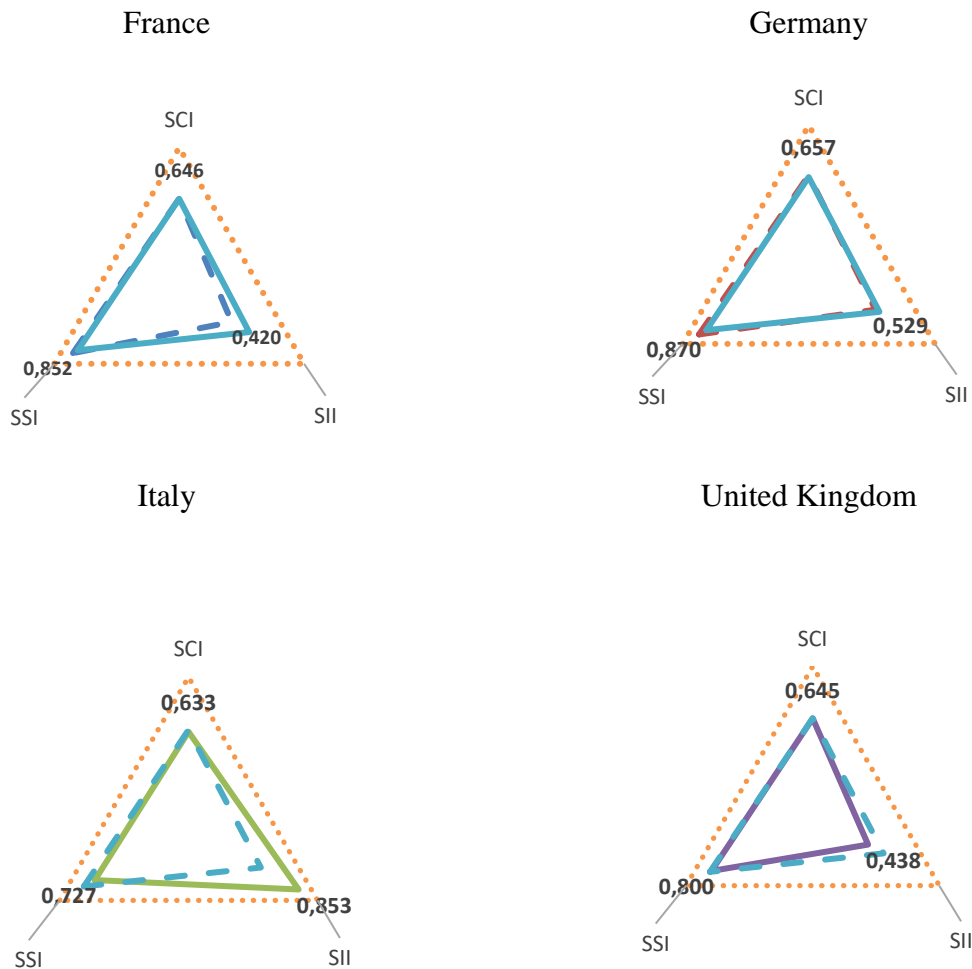 France
SCI
0,646
0,420
0,852
SSI
SII
Germany
SCI
0,657
0,529
0,870
SSI
SII
Italy
SCI
0,633
0,727
0,853
SSI
SII
United Kingdom
SCI
0,645
0,438
0,800
SSI
SII